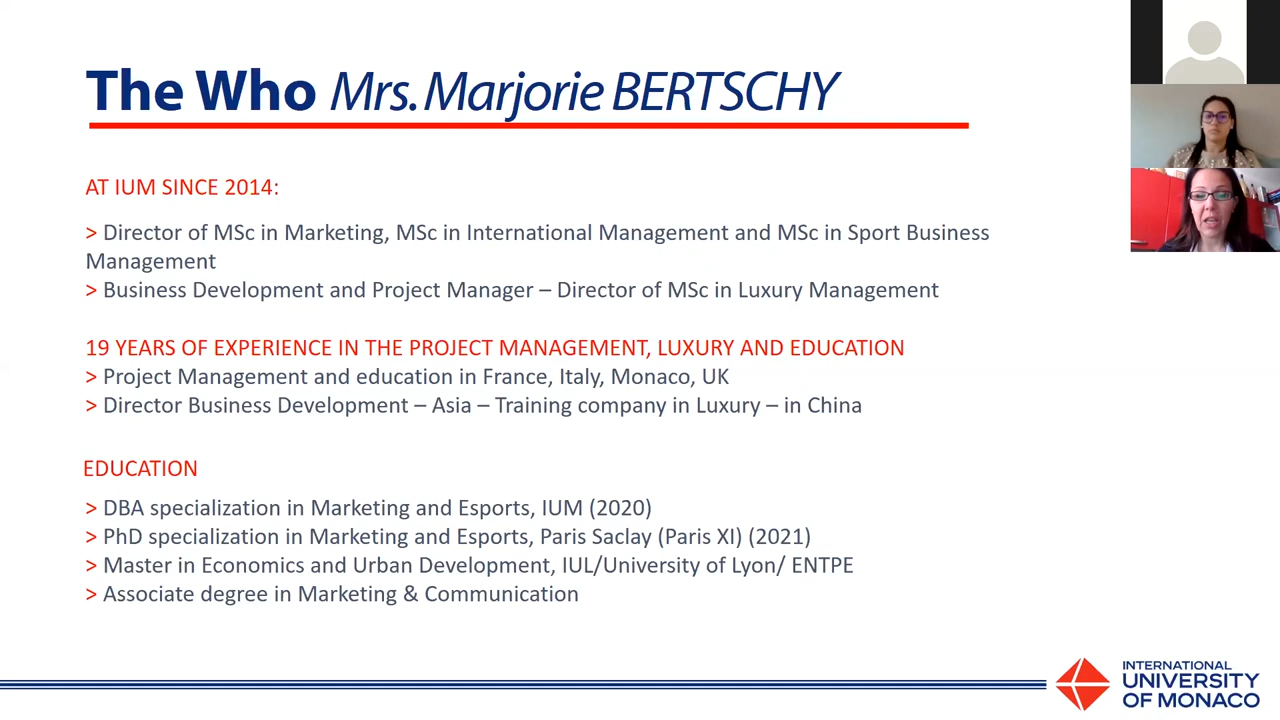 The Who Mrs. Marjorie BERTSCHY
AT IUM SINCE 2014:
> Director of MSc in Marketing, MSc in International Management and MSc in Sport Business
Management
> Business Development and Project Manager – Director of MSc in Luxury Management
19 YEARS OF EXPERIENCE IN THE PROJECT MANAGEMENT, LUXURY AND EDUCATION
> Project Management and education in France, Italy, Monaco, UK
> Director Business Development – Asia – Training company in Luxury – in China
EDUCATION
> DBA specialization in Marketing and Esports, IUM (2020)
> PhD specialization in Marketing and Esports, Paris Saclay (Paris XI) (2021)
> Master in Economics and Urban Development, IUL/University of Lyon/ ENTPE
> Associate degree in Marketing & Communication
INTERNATIONAL
UNIVERSITY
OF MONACO